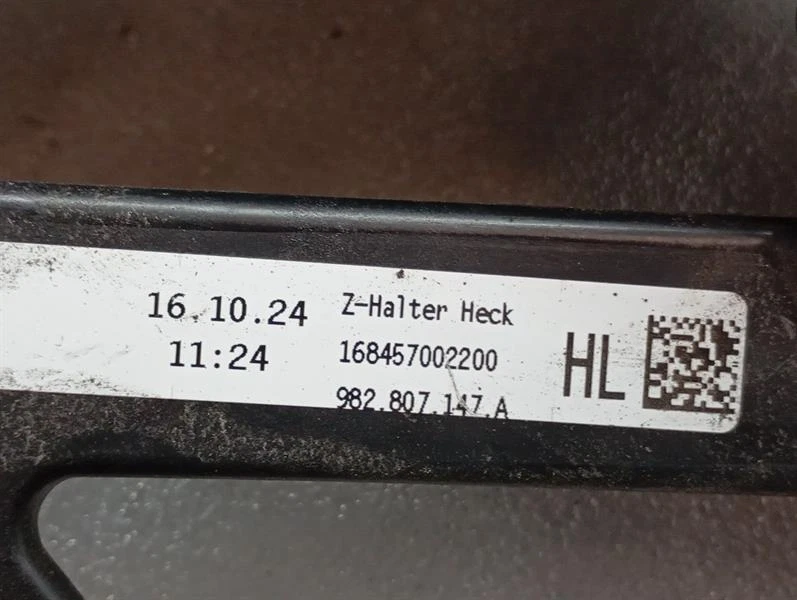 16.10.24
11:24
Z-Halter Heck
168457002200
982.807.147.A
HL